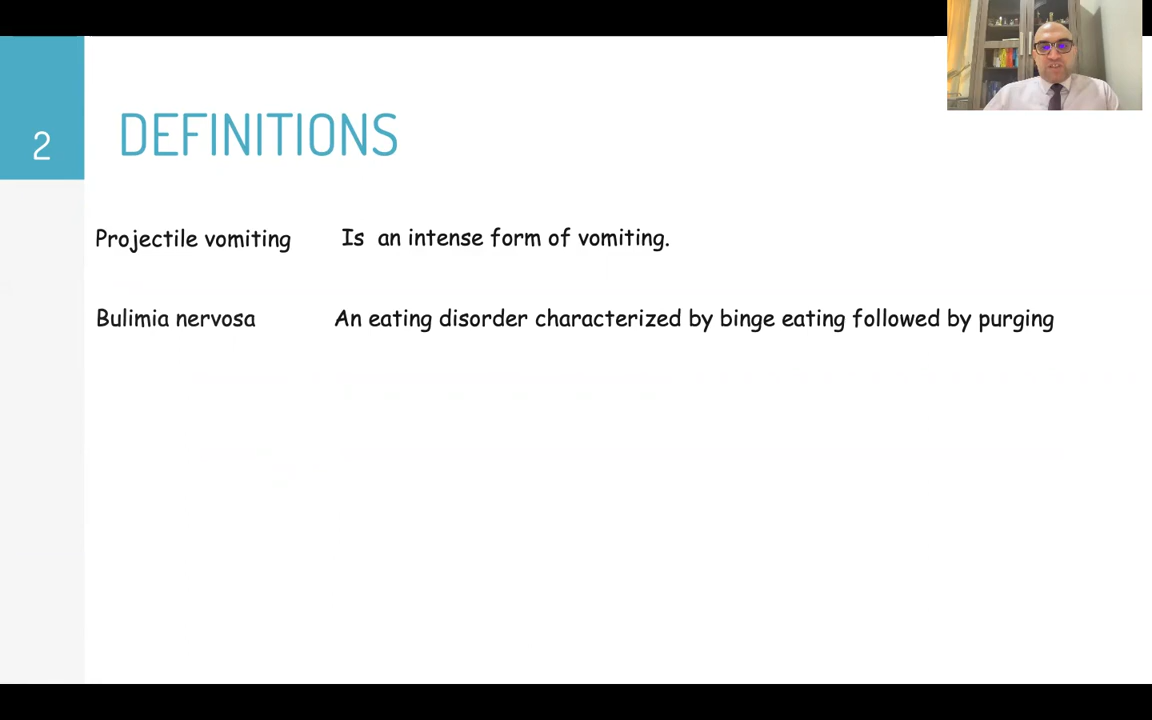 2
DEFINITIONS
Projectile vomiting Is an intense form of vomiting.
Bulimia nervosa An eating disorder characterized by binge eating followed by purging